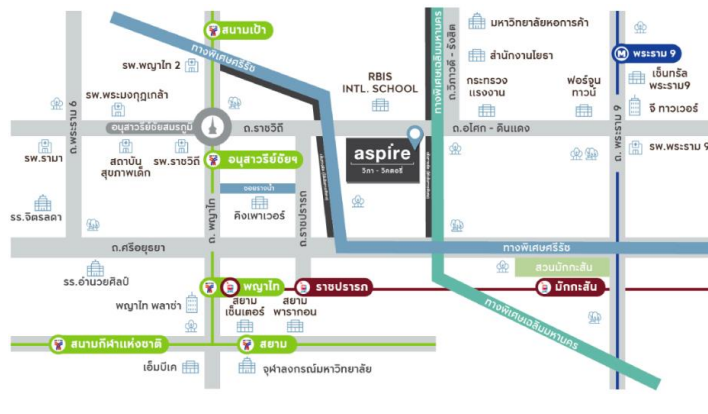 สนามเป้า
มหาวิทยาลัยหอการค้า
ทางพิเศษศรีรัช
ทางพิเศษเฉลิมมหานคร
ถ.วิภาวดี - รังสิต
สำนักงานโยธา
M พระราม 9
รพ.พญาไท 2
RBIS
INTL. SCHOOL
กระทรวง
แรงงาน
ฟอร์จูน
ทาวน์
เซ็นทรัล
พระราม9
รพ.พระมงกุฎเกล้า
จี ทาวเวอร์
ถ.พระราม 6
ถ. พระราม 9
อนุสาวรีย์ชัยสมรภูมิ
ถ.ราชวิถี
ถ.อโศก - ดินแดง
รพ.รามา
สถาบัน
สุขภาพเด็ก
รพ.ราชวิถี
อนุสาวรีย์ชัยฯ
aspire
วิภา - วิคตอรี่
รพ.พระราม 9
ซอยรางน้ำ
รร.จิตรลดา
คิงเพาเวอร์
ถ. พญาไท
ถ.ราชปรารภ
ถ.ศรีอยุธยา
ทางพิเศษศรีรัช
รร.อำนวยศิลป์
สวนมักกะสัน
พญาไท
ราชปรารภ
มักกะสัน
พญาไท พลาซ่า
สยาม
เซ็นเตอร์
สยาม
พารากอน
ทางพิเศษเฉลิมมหานคร
สนามกีฬาแห่งชาติ
สยาม
เอ็มบีเค
จุฬาลงกรณ์มหาวิทยาลัย